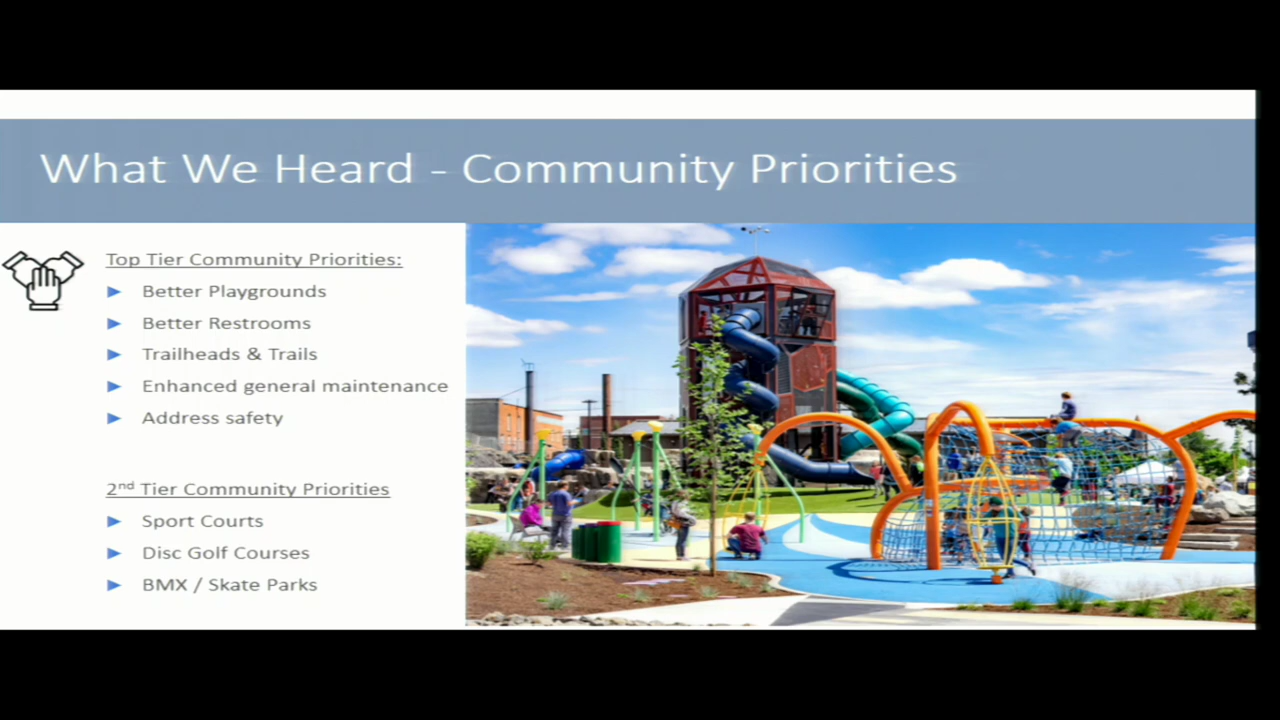 What We Heard - Community Priorities
Top Tier Community Priorities:
Better Playgrounds
Better Restrooms
Trailheads & Trails
Enhanced general maintenance
Address safety
2nd Tier Community Priorities
Sport Courts
Disc Golf Courses
BMX / Skate Parks